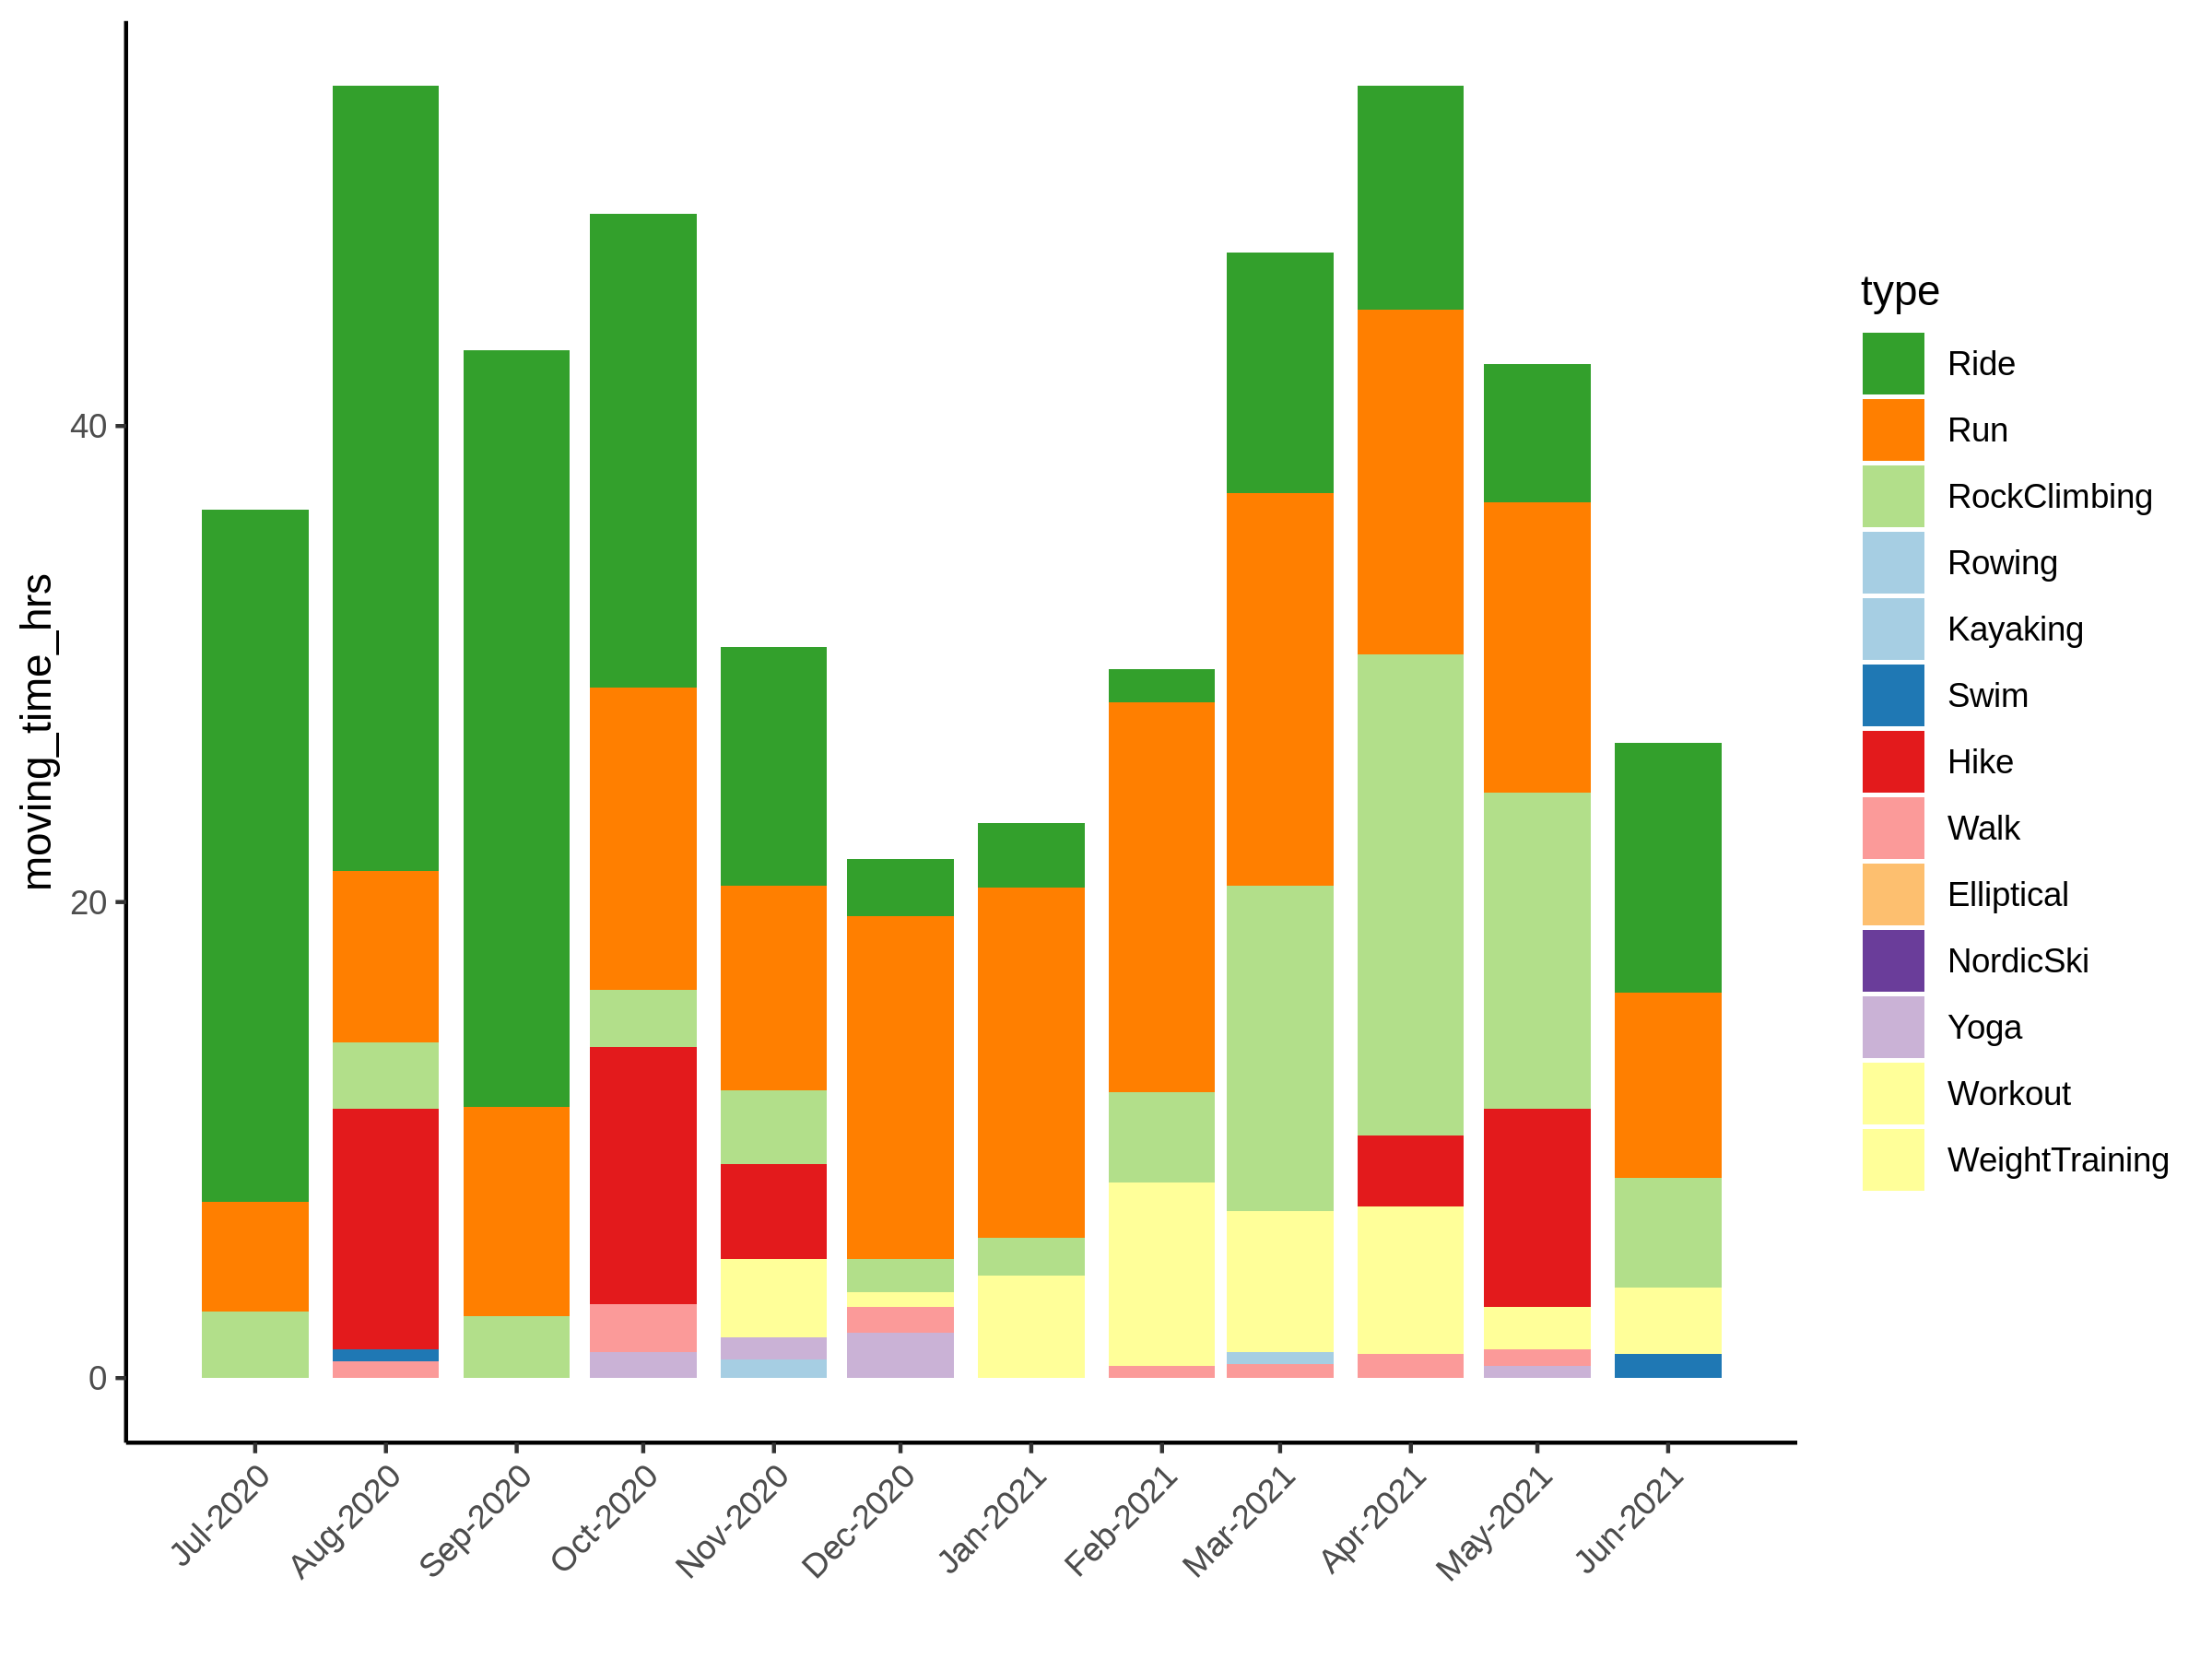 moving_time_hrs
40
20
0
Jul-2020
Aug-2020
Sep-2020
Oct-2020
Nov-2020
Dec-2020
Jan-2021
Feb-2021
Mar-2021
Apr-2021
May-2021
Jun-2021
type
Ride
Run
RockClimbing
Rowing
Kayaking
Swim
Hike
Walk
Elliptical
NordicSki
Yoga
Workout
WeightTraining